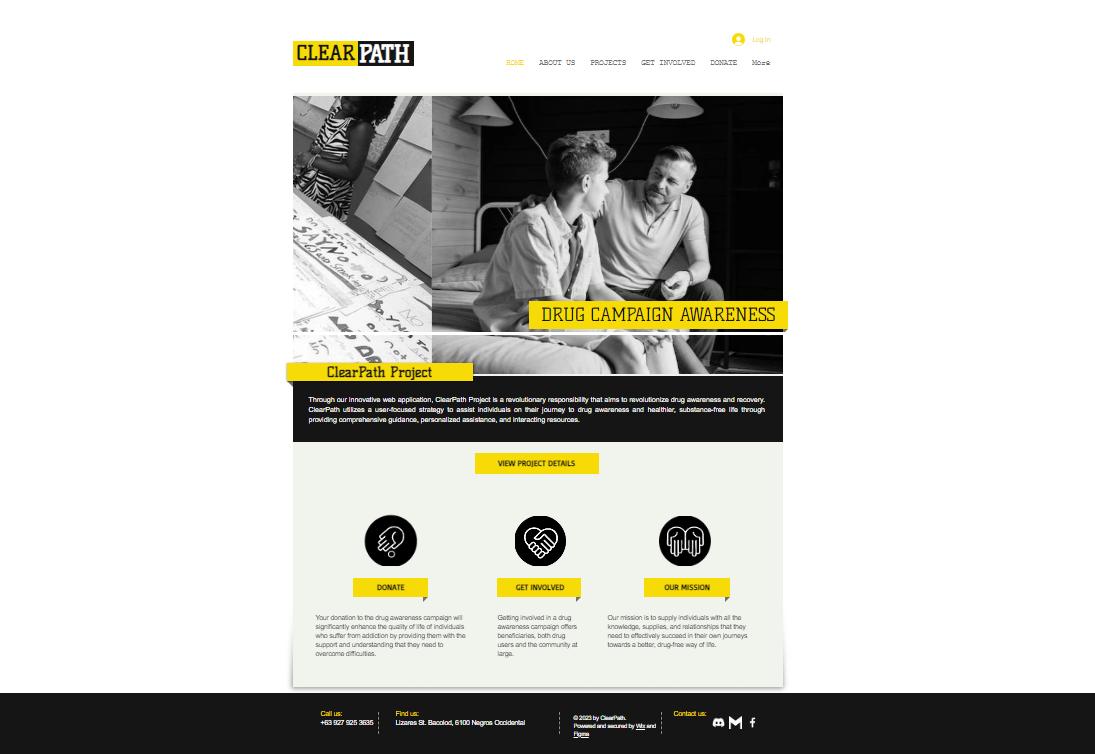 CLEAR PATH
Log In
HOME ABOUT US PROJECTS GET INVOLVED DONATE More
SAY NO
DRUG CAMPAIGN AWARENESS
ClearPath Project
Through our innovative web application, ClearPath Project is a revolutionary responsibility that aims to revolutionize drug awareness and recovery.
ClearPath utilizes a user-focused strategy to assist individuals on their journey to drug awareness and healthier, substance-free life through
providing comprehensive guidance, personalized assistance, and interacting resources.
VIEW PROJECT DETAILS
DONATE
Your donation to the drug awareness campaign will
significantly enhance the quality of life of individuals
who suffer from addiction by providing them with the
support and understanding that they need to
overcome difficulties.
GET INVOLVED
Getting involved in a drug
awareness campaign offers
beneficiaries, both drug
users and the community at
large.
OUR MISSION
Our mission is to supply individuals with all the
knowledge, supplies, and relationships that they
need to effectively succeed in their own journeys
towards a better, drug-free way of life.
Call us:
+63 927 925 3635
Find us:
Lizares St. Bacolod, 6100 Negros Occidental
© 2023 by ClearPath.
Powered and secured by Wix and
Figma
Contact us: